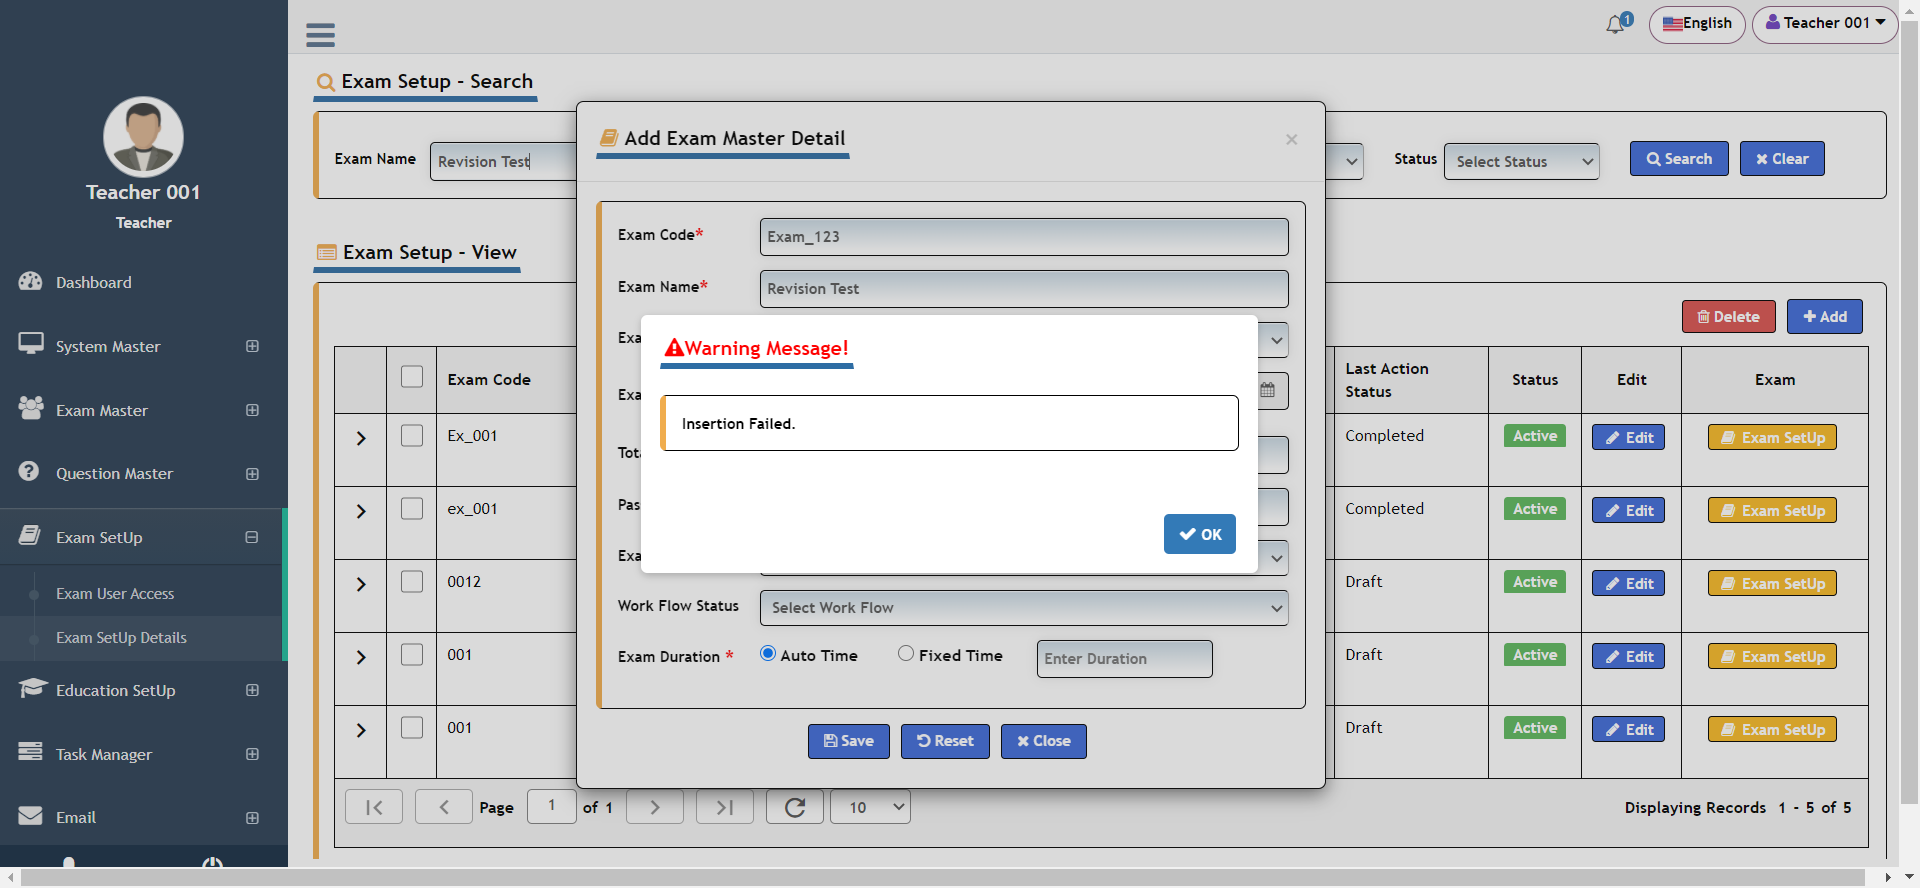 1
English
Teacher 001
Teacher 001
Teacher
Dashboard
System Master
Exam Master
Question Master
Exam SetUp
Exam User Access
Exam SetUp Details
Education SetUp
Task Manager
Email
Exam Setup - Search
Exam Name
Revision Test
Status
Select Status
Search
Clear
Exam Setup - View
Delete
Add
Exam Code
Last Action
Status
Status
Edit
Exam
Ex_001
Completed
Active
Edit
Exam SetUp
ex_001
Completed
Active
Edit
Exam SetUp
0012
Draft
Active
Edit
Exam SetUp
001
Draft
Active
Edit
Exam SetUp
001
Draft
Active
Edit
Exam SetUp
Page 1 of 1
10
Displaying Records 1 - 5 of 5
Add Exam Master Detail
×
Exam Code*
Exam_123
Exam Name*
Revision Test
Exa
Exa
Tot
Pas
Exa
Work Flow Status
Select Work Flow
Exam Duration *
Auto Time
Fixed Time
Enter Duration
Save
Reset
Close
Warning Message!
Insertion Failed.
OK